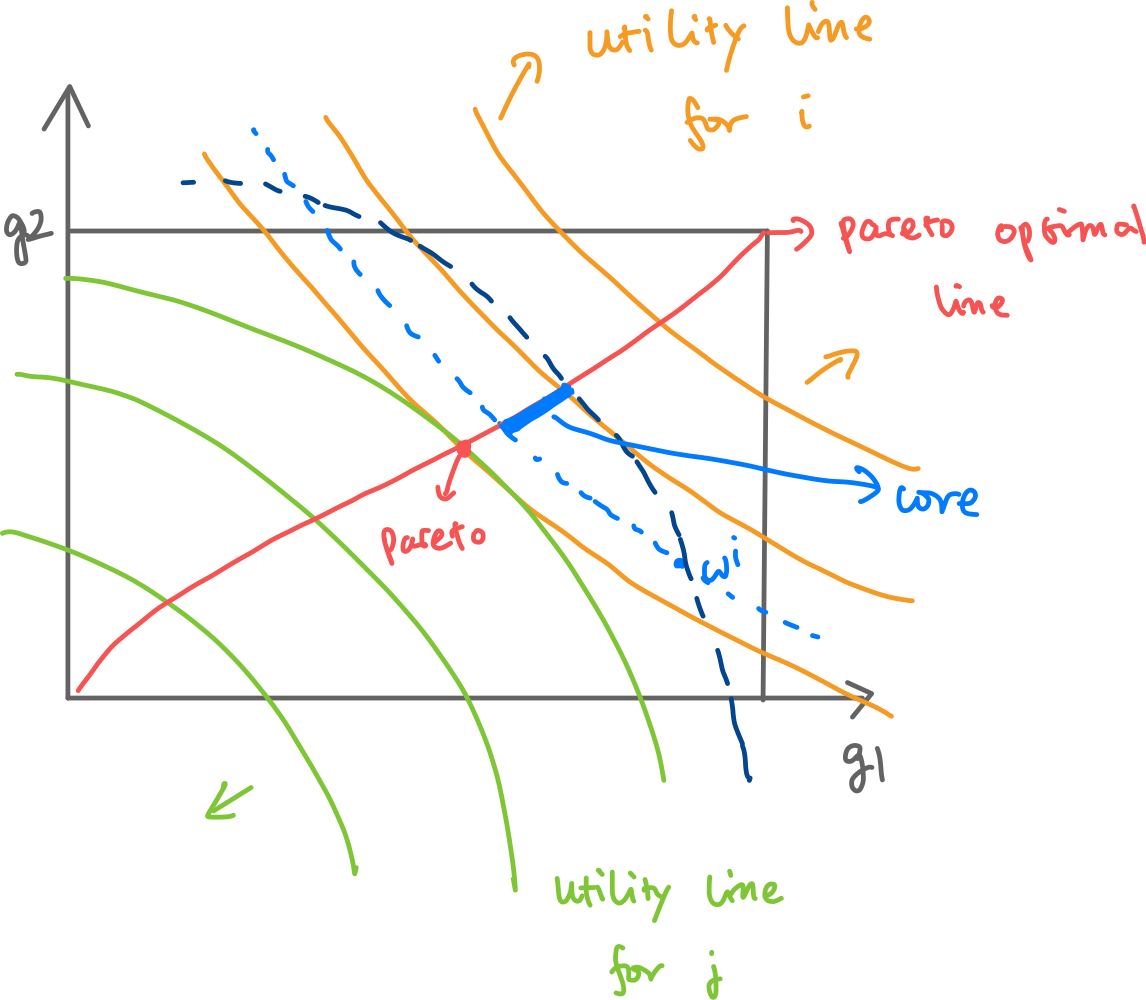 utility line
for i
g2
pareto optimal
line
core
pareto
wi
g1
utility line
for j